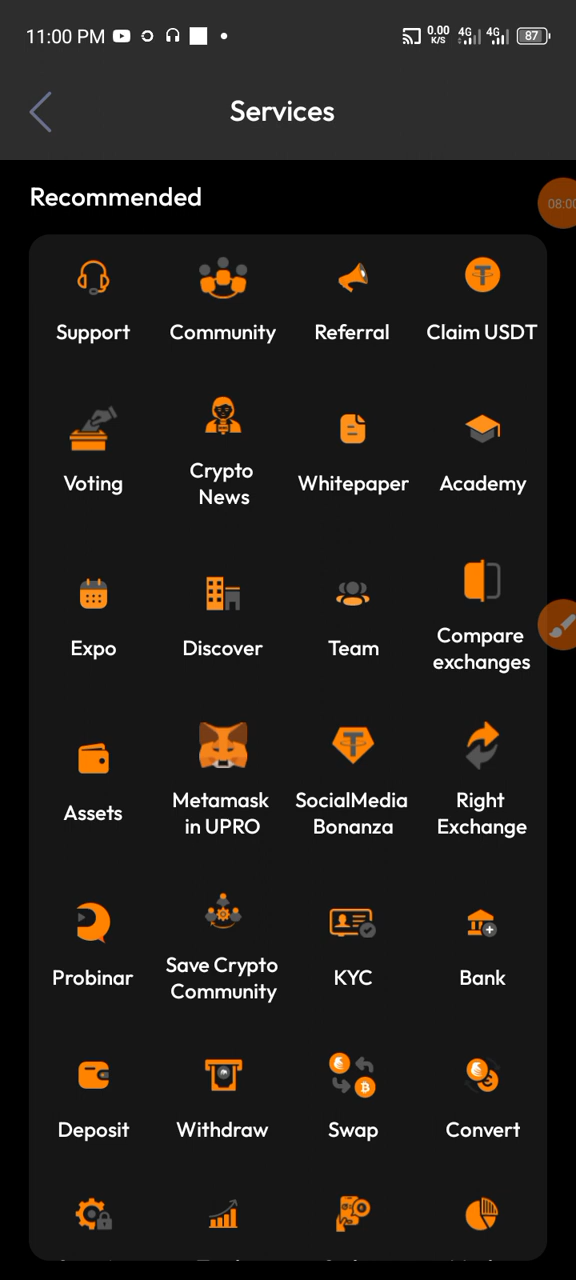 11:00 PM
0.00
K/S
4G
4G
87
Services
Recommended
08:00
Support Community Referral Claim USDT
Voting Crypto Whitepaper Academy
News
Expo Discover Team Compare
exchanges
Assets Metamask SocialMedia Right
in UPRO Bonanza Exchange
Probinar Save Crypto KYC Bank
Community
Deposit Withdraw Swap Convert